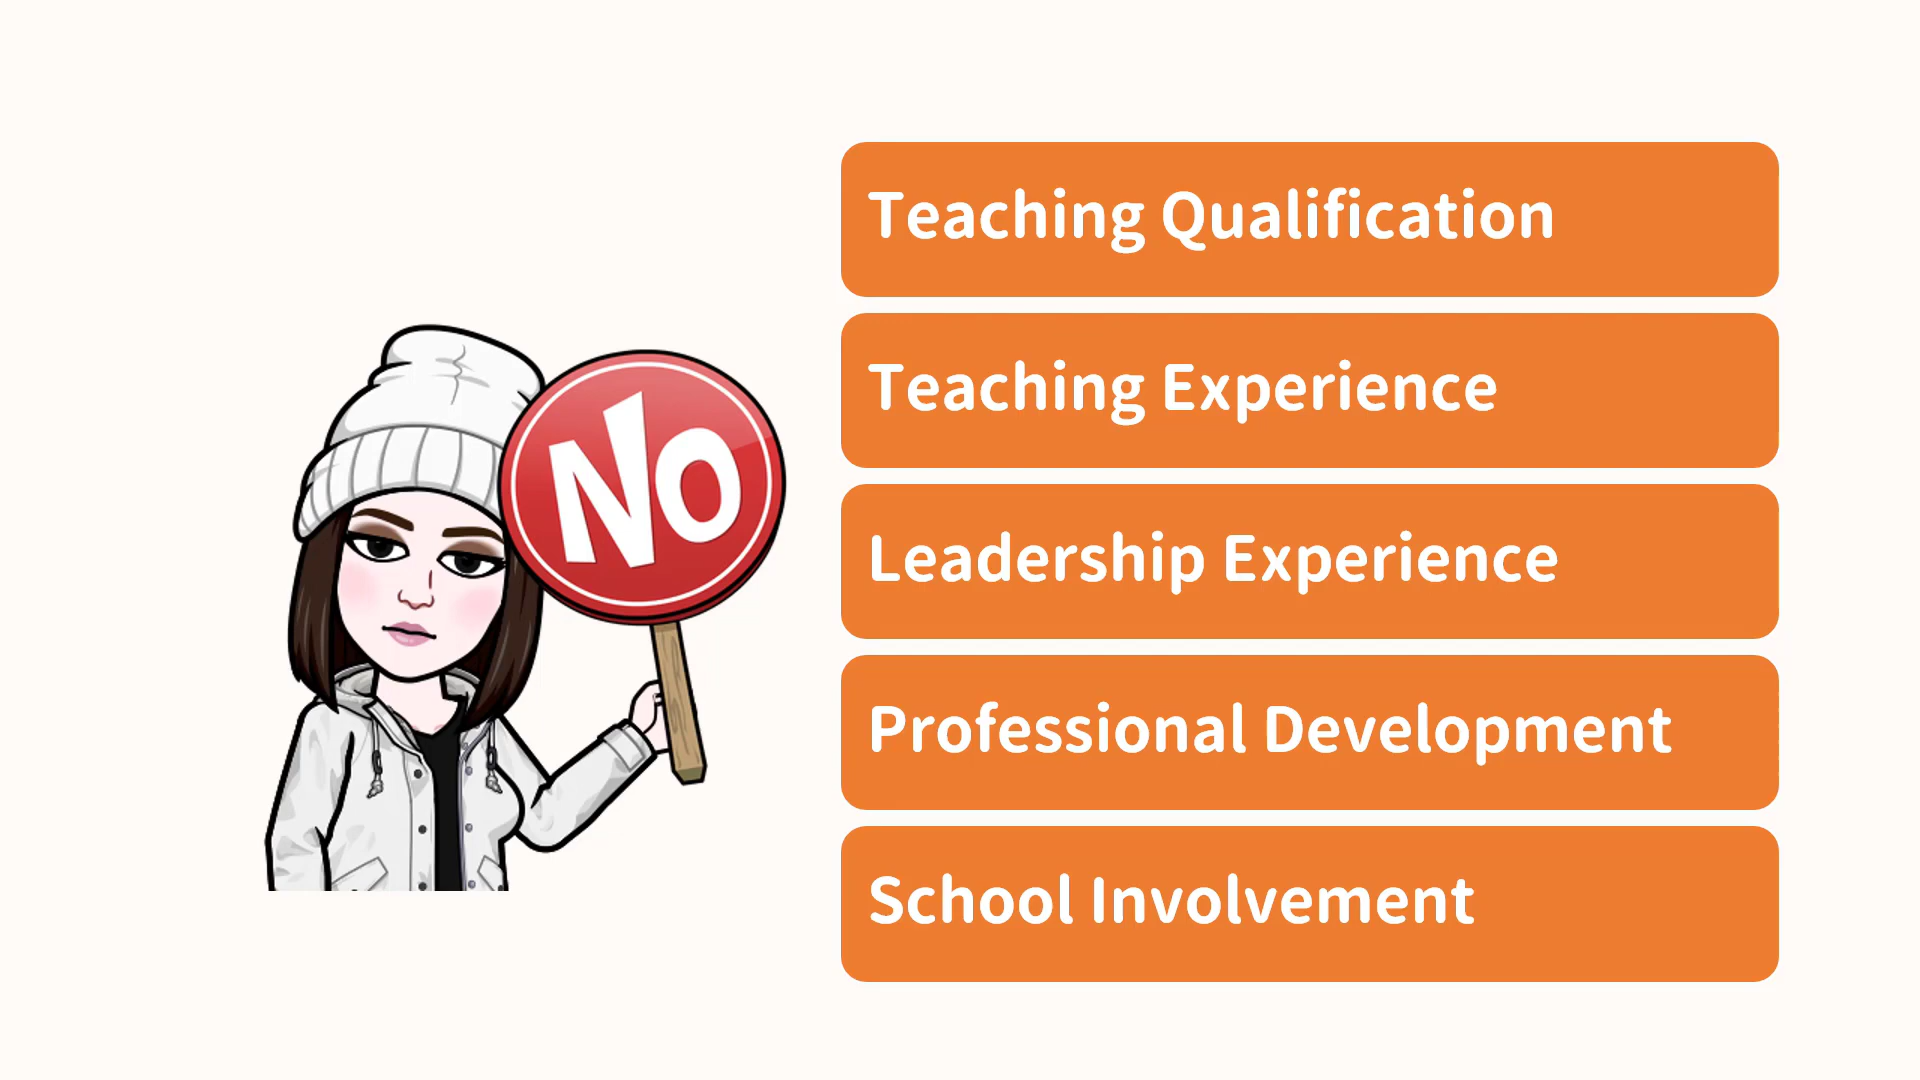 No
Teaching Qualification
Teaching Experience
Leadership Experience
Professional Development
School Involvement